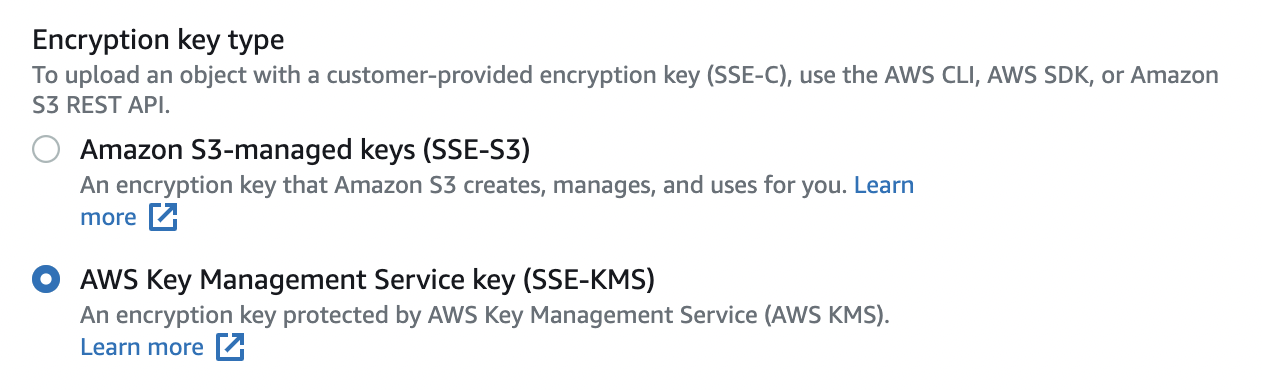 Encryption key type
To upload an object with a customer-provided encryption key (SSE-C), use the AWS CLI, AWS SDK, or Amazon
S3 REST API.
Amazon S3-managed keys (SSE-S3)
An encryption key that Amazon S3 creates, manages, and uses for you. Learn
more
AWS Key Management Service key (SSE-KMS)
An encryption key protected by AWS Key Management Service (AWS KMS).
Learn more